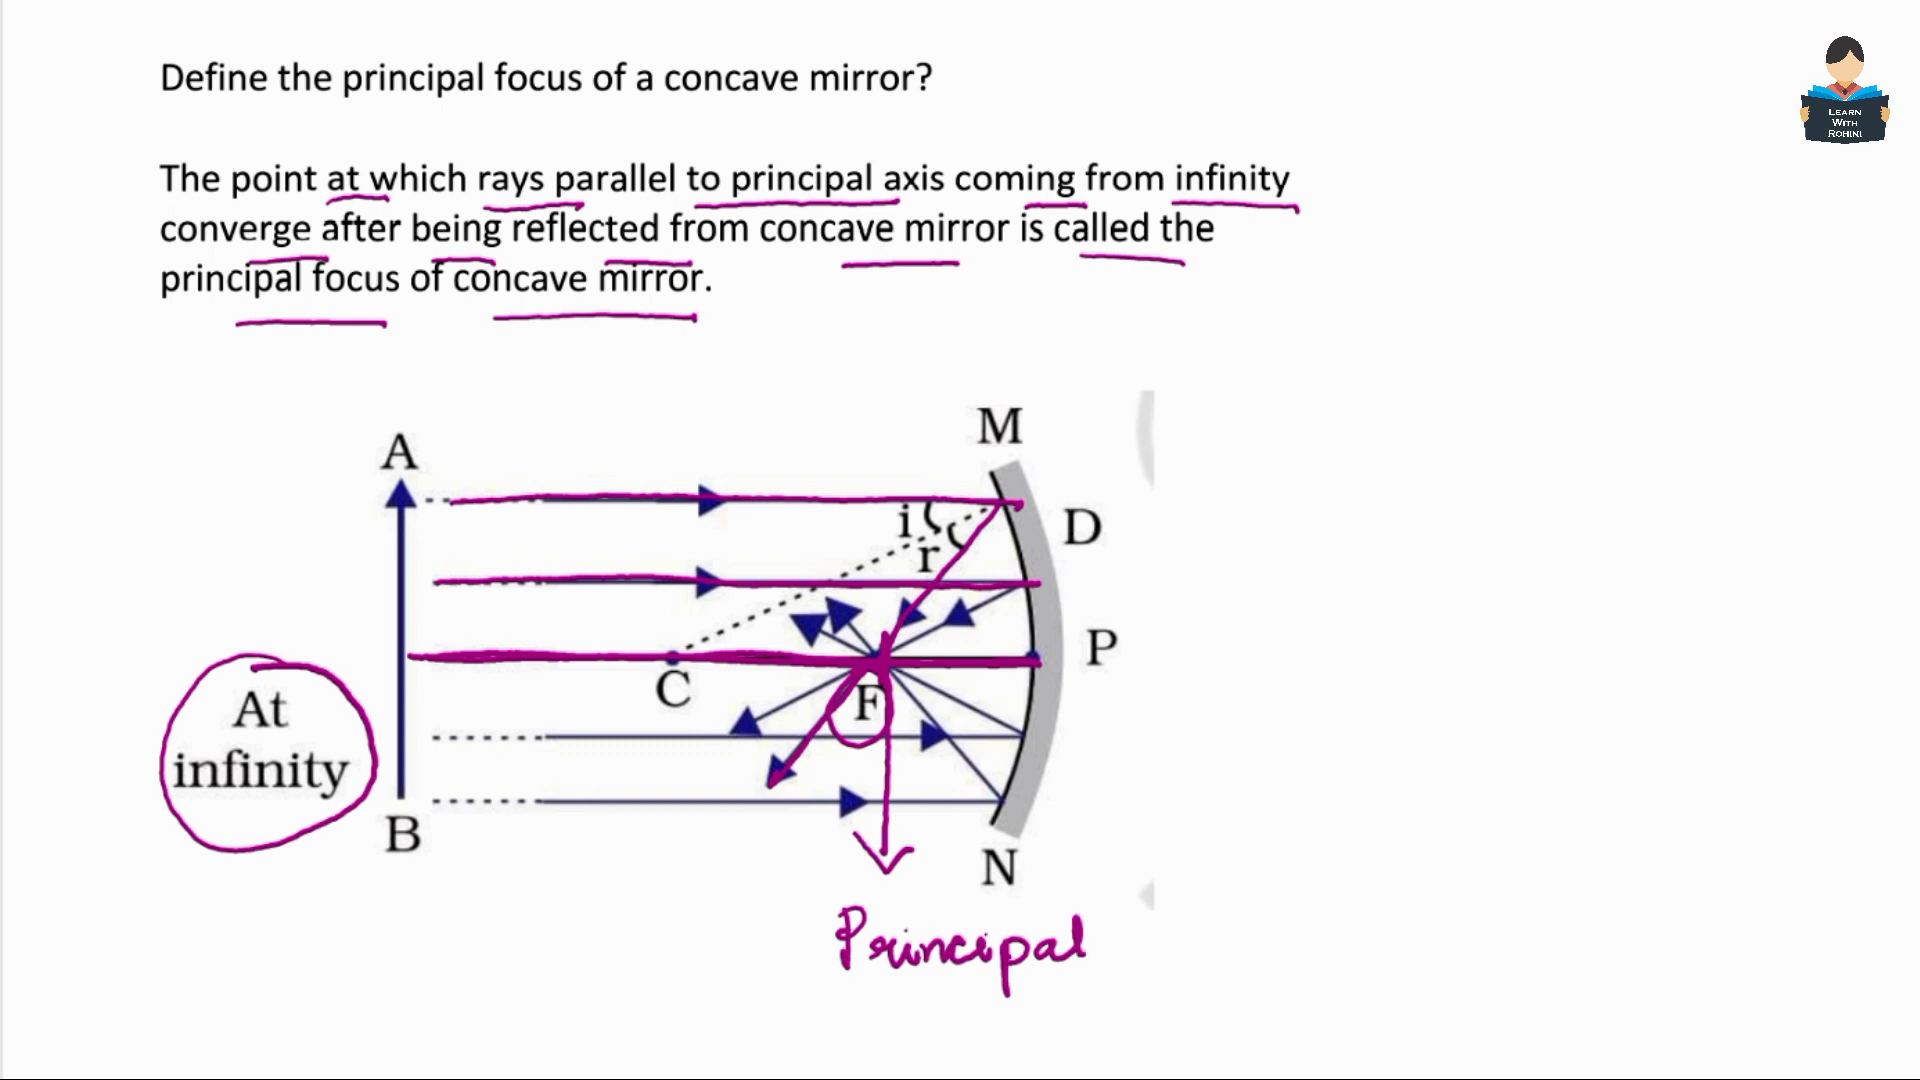 Define the principal focus of a concave mirror?
The point at which rays parallel to principal axis coming from infinity
converge after being reflected from concave mirror is called the
principal focus of concave mirror.
LEARN
WITH
ROHINI
M
A
D
i
r
P
C
F
At
infinity
B
N
Principal